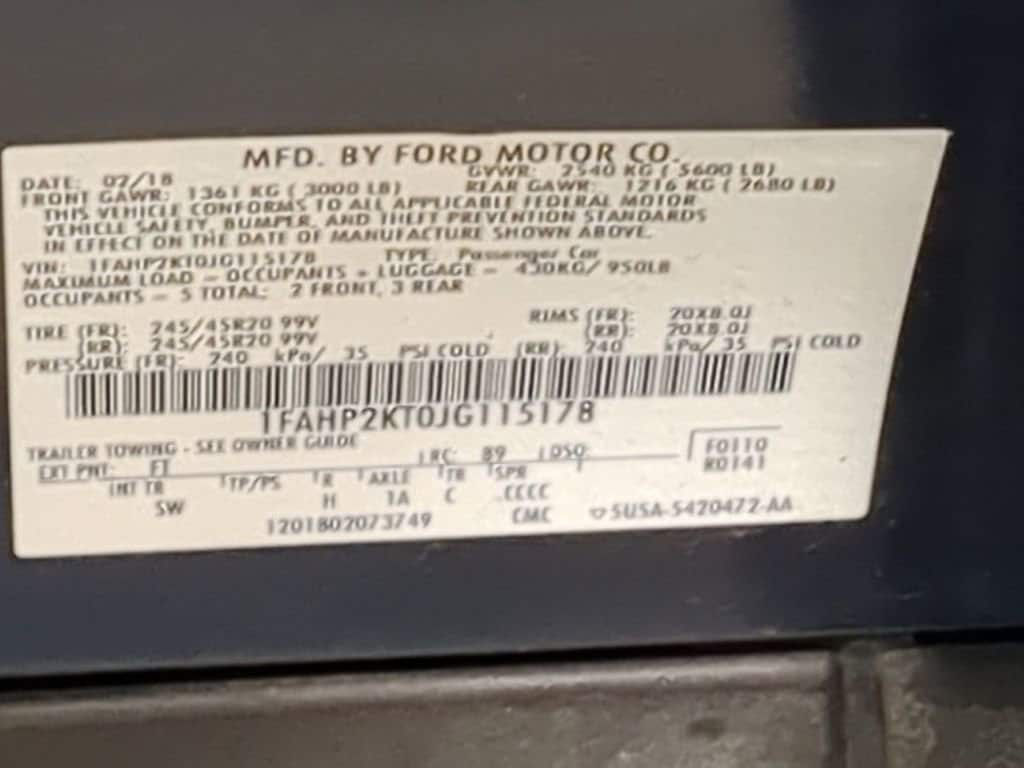 MFD. BY FORD MOTOR CO.
DATE: 02/18 GVWR: 2540 KG ( 5600 LB)
FRONT GAWR: 1361 KG ( 3000 LB) REAR GAWR: 1216 KG ( 2680 LB)
THIS VEHICLE CONFORMS TO ALL APPLICABLE FEDERAL MOTOR
VEHICLE SAFETY, BUMPER, AND THEFT PREVENTION STANDARDS
IN EFFECT ON THE DATE OF MANUFACTURE SHOWN ABOVE.
VIN: 1FAHP2KT0JG115178 TYPE: Passenger Car
MAXIMUM LOAD = OCCUPANTS + LUGGAGE = 430KG/ 950LB
OCCUPANTS = 5 TOTAL: 2 FRONT, 3 REAR
TIRE (FR): 245/45R20 99V RIMS (FR): 20X8.0J
(RR): 245/45R20 99V (RR): 20X8.0J
PRESSURE (FR): 240 kPa/ 35 PSI COLD (RR): 240 kPa/ 35 PSI COLD
1FAHP2KT0JG115178
TRAILER TOWING - SEE OWNER GUIDE
EXT PNT: FT RC: 89 DSO: F0110
R0141
INT TR TP/PS R AXLE TR SPR
SW H 1A C CCCC
1201802073749 CMC 5USA-5420472-AA